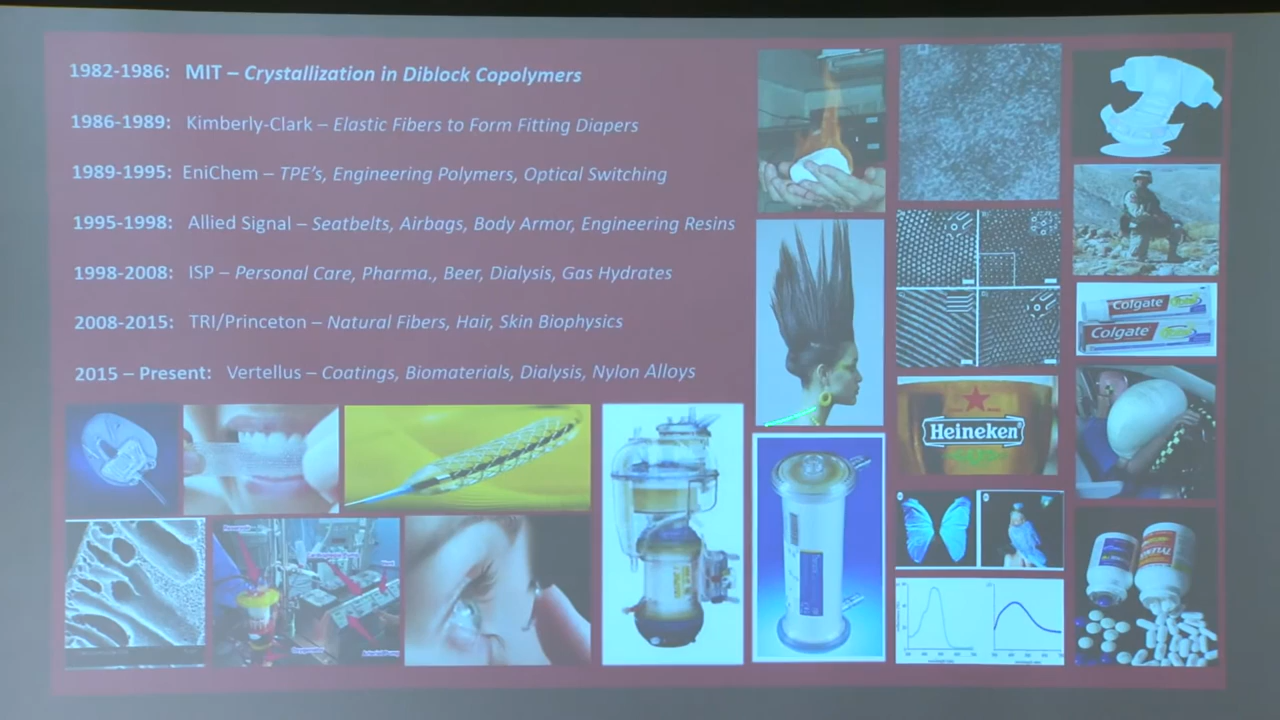 1982-1986: MIT – Crystallization in Diblock Copolymers
1986-1989: Kimberly-Clark – Elastic Fibers to Form Fitting Diapers
1989-1995: EniChem – TPE's, Engineering Polymers, Optical Switching
1995-1998: Allied Signal – Seatbelts, Airbags, Body Armor, Engineering Resins
1998-2008: ISP – Personal Care, Pharma., Beer, Dialysis, Gas Hydrates
2008-2015: TRI/Princeton – Natural Fibers, Hair, Skin Biophysics
2015 – Present: Vertellus – Coatings, Biomaterials, Dialysis, Nylon Alloys
Colgate Total
Colgate Total
Heineken
TYLENOL